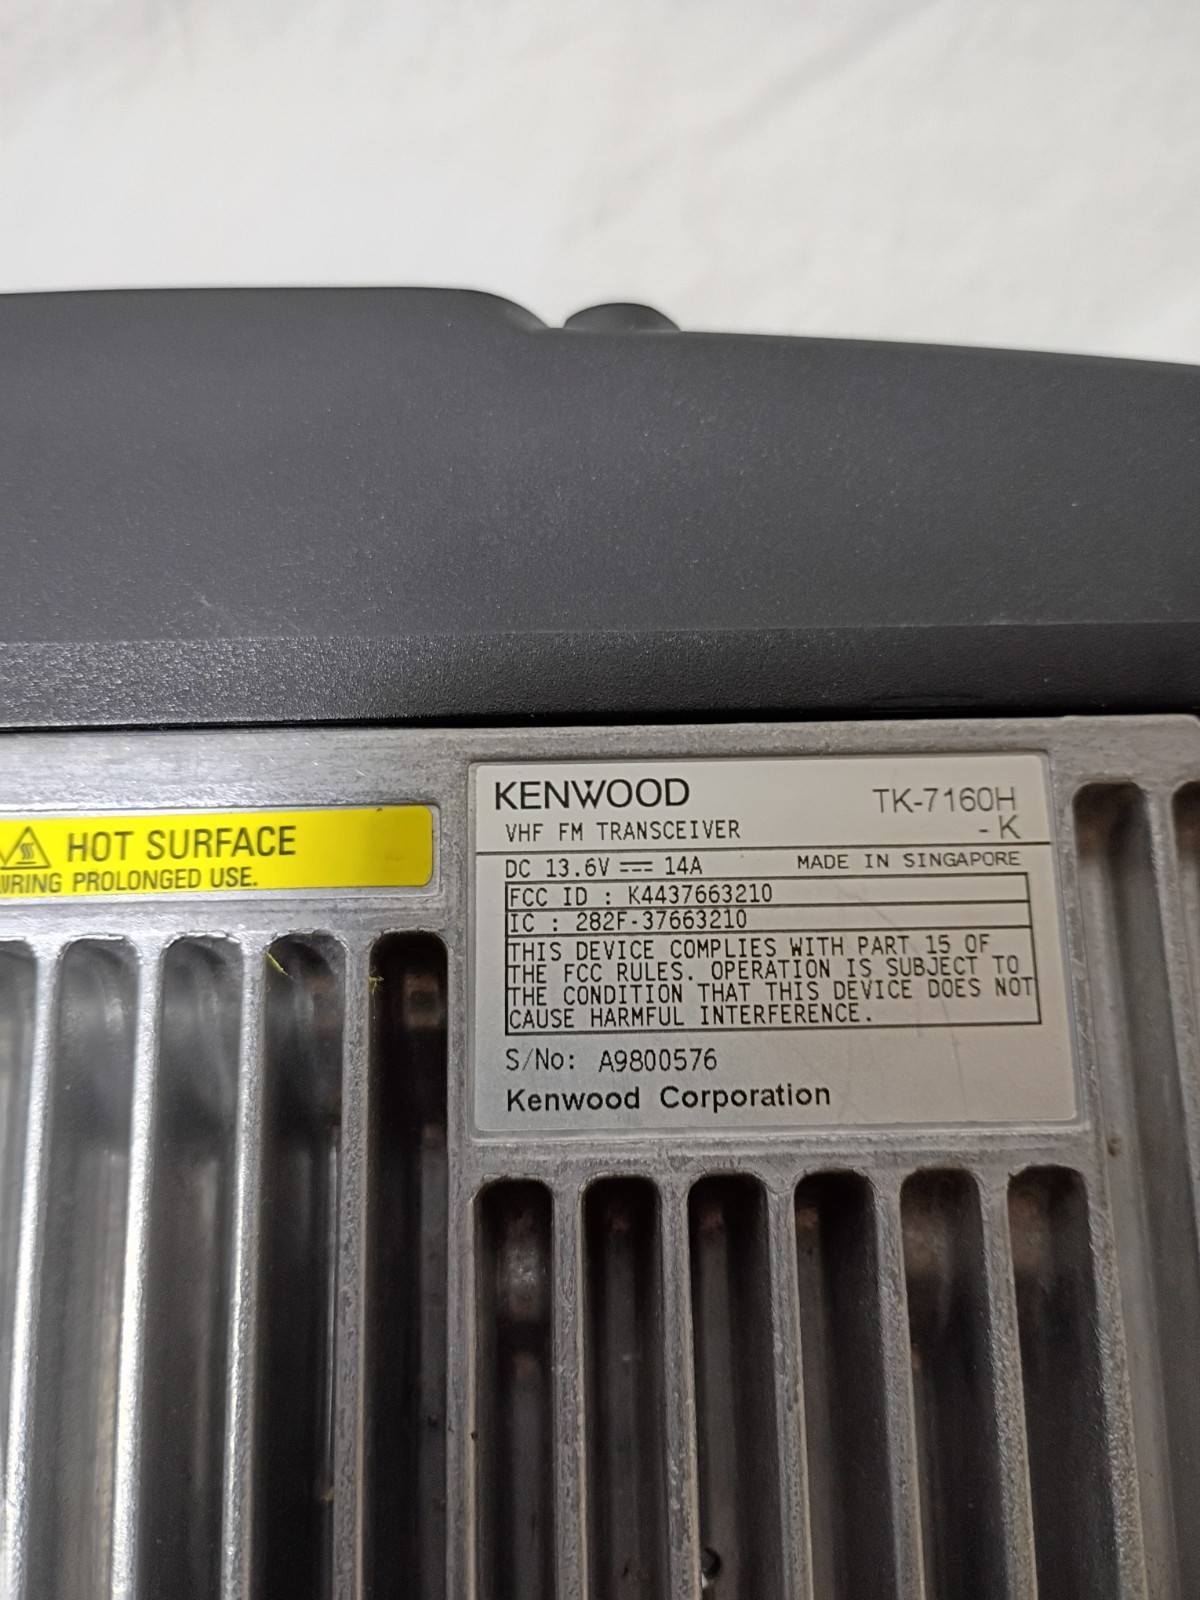 KENWOOD
TK-7160H
-K
VHF FM TRANSCEIVER
DC 13.6V ⎓ 14A
MADE IN SINGAPORE
FCC ID : K4437663210
IC : 282F-37663210
THIS DEVICE COMPLIES WITH PART 15 OF
THE FCC RULES. OPERATION IS SUBJECT TO
THE CONDITION THAT THIS DEVICE DOES NOT
CAUSE HARMFUL INTERFERENCE.
S/No: A9800576
Kenwood Corporation
HOT SURFACE
PROLONGED USE.